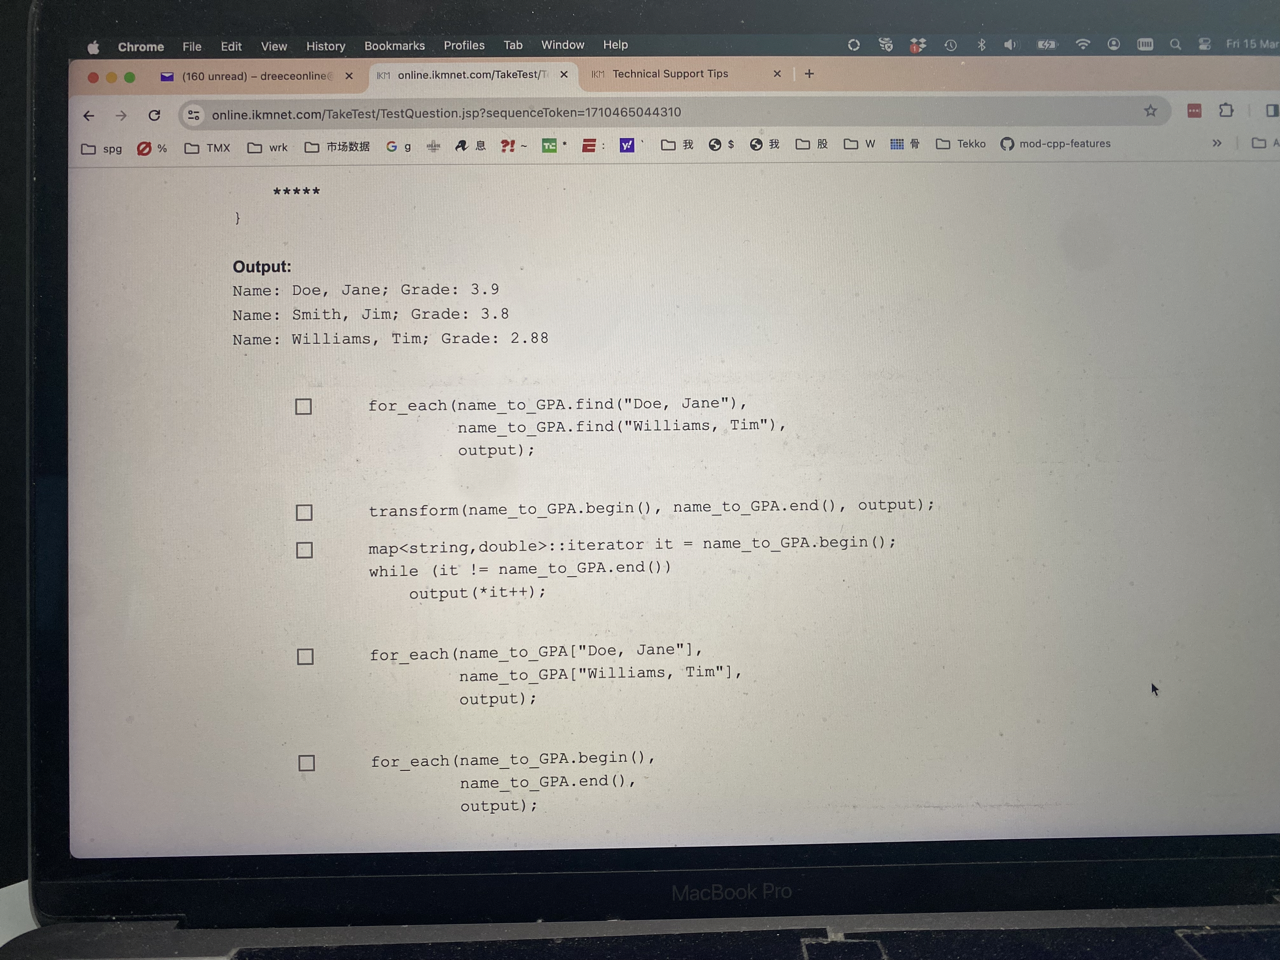 Chrome File Edit View History Bookmarks Profiles Tab Window Help Fri 15 Mar
(160 unread) – dreeceonline@ online.ikmnet.com/TakeTest/T IKM Technical Support Tips
online.ikmnet.com/TakeTest/TestQuestion.jsp?sequenceToken=1710465044310
spg % TMX wrk 市场数据 g 息 ?! ~ TC : 我 $ 我 股 W 骨 Tekko mod-cpp-features »
*****
}
Output:
Name: Doe, Jane; Grade: 3.9
Name: Smith, Jim; Grade: 3.8
Name: Williams, Tim; Grade: 2.88
for_each(name_to_GPA.find("Doe, Jane"),
name_to_GPA.find("Williams, Tim"),
output);
transform(name_to_GPA.begin(), name_to_GPA.end(), output);
map<string,double>::iterator it = name_to_GPA.begin();
while (it != name_to_GPA.end())
output(*it++);
for_each(name_to_GPA["Doe, Jane"],
name_to_GPA["Williams, Tim"],
output);
for_each(name_to_GPA.begin(),
name_to_GPA.end(),
output);
MacBook Pro